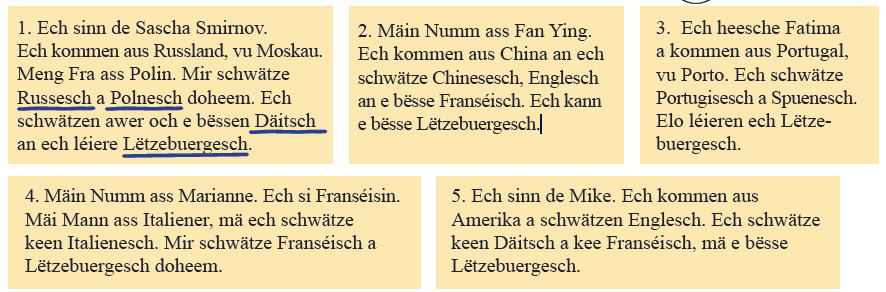 1. Ech sinn de Sascha Smirnov.
Ech kommen aus Russland, vu Moskau.
Meng Fra ass Polin. Mir schwätze
Russesch a Polnesch doheem. Ech
schwätzen awer och e bëssen Däitsch
an ech léiere Lëtzebuergesch.
2. Mäin Numm ass Fan Ying.
Ech kommen aus China an ech
schwätze Chinesesch, Englesch
an e bësse Franséisch. Ech kann
e bësse Lëtzebuergesch.
3. Ech heesche Fatima
a kommen aus Portugal,
vu Porto. Ech schwätze
Portugisesch a Spuenesch.
Elo léieren ech Lëtze-
buergesch.
4. Mäin Numm ass Marianne. Ech si Franséisin.
Mäi Mann ass Italiener, mä ech schwätze
keen Italienesch. Mir schwätze Franséisch a
Lëtzebuergesch doheem.
5. Ech sinn de Mike. Ech kommen aus
Amerika a schwätzen Englesch. Ech schwätze
keen Däitsch a kee Franséisch, mä e bësse
Lëtzebuergesch.